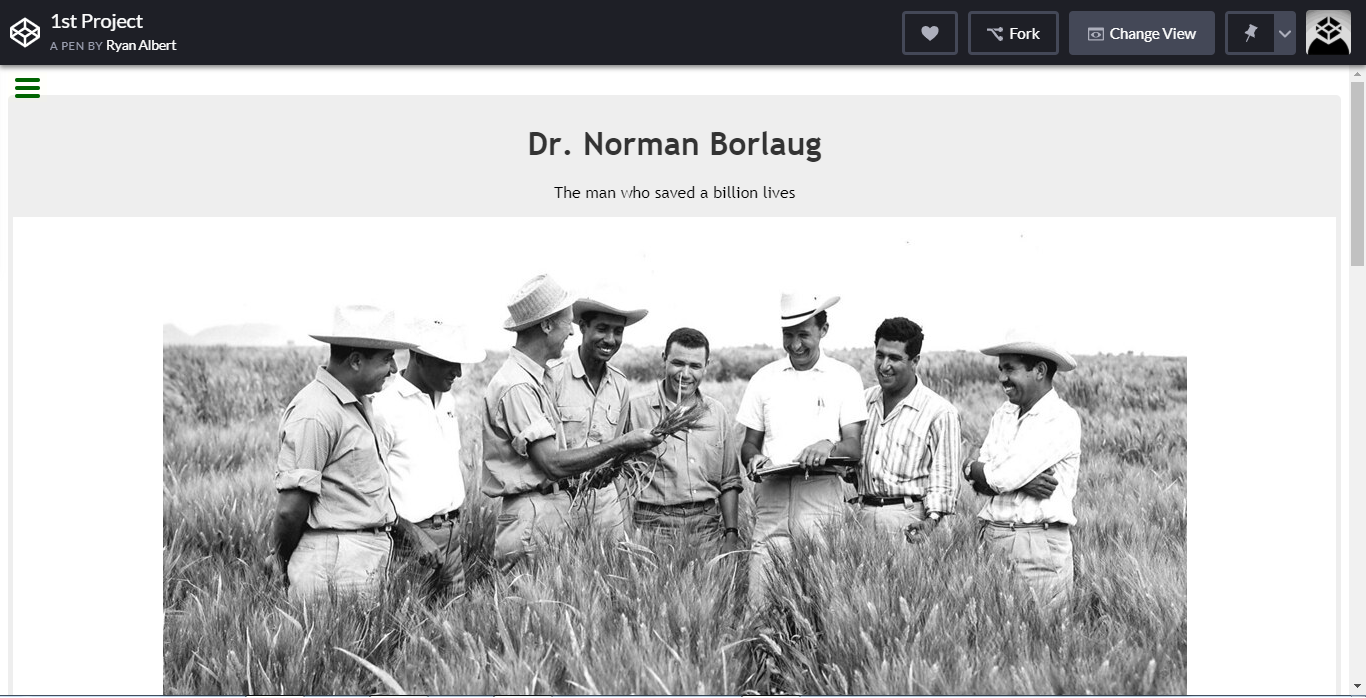 1st Project
A PEN BY Ryan Albert
Fork
Change View
Dr. Norman Borlaug
The man who saved a billion lives